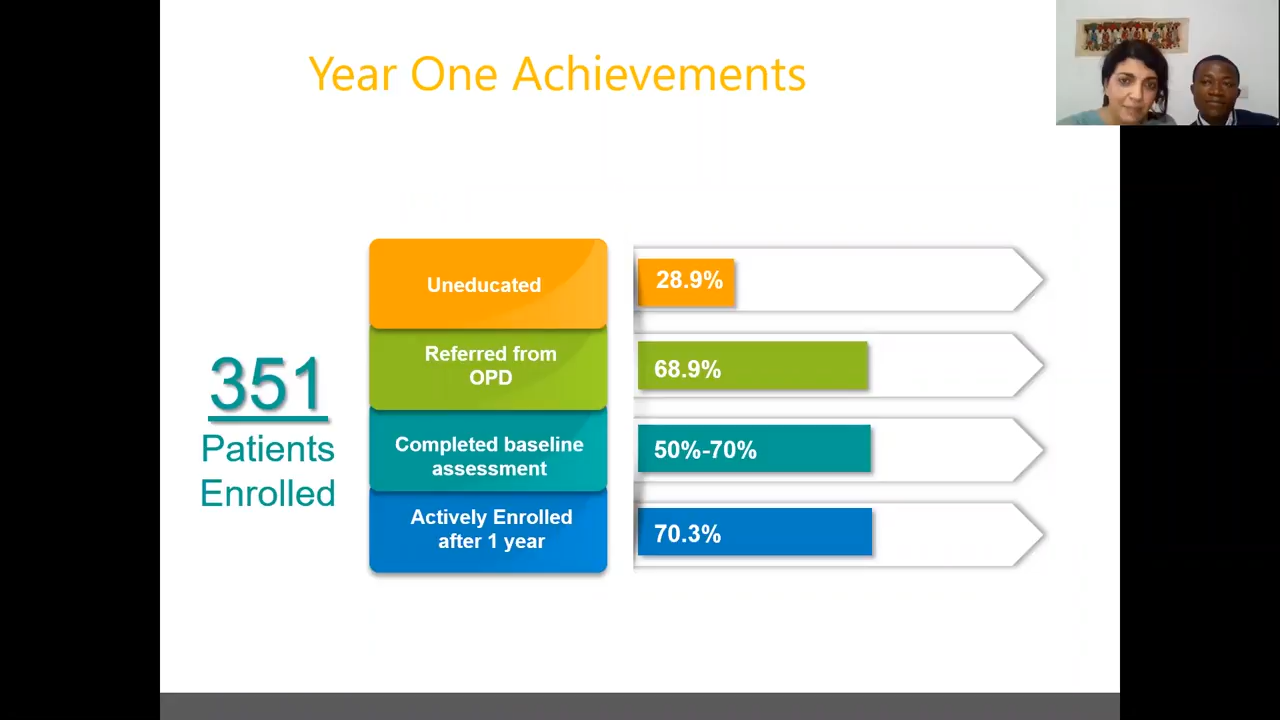 Year One Achievements
351
Patients
Enrolled
Uneducated
28.9%
Referred from
OPD
68.9%
Completed baseline
assessment
50%-70%
Actively Enrolled
after 1 year
70.3%